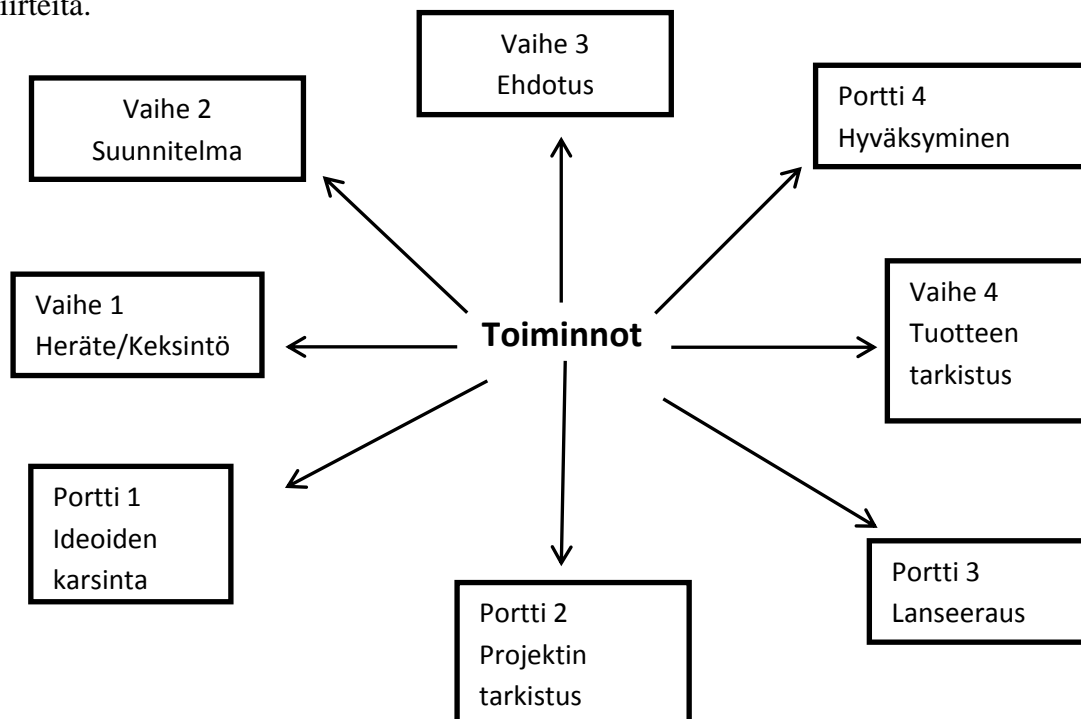 iirteitä.
Vaihe 3
Ehdotus
Vaihe 2
Suunnitelma
Portti 4
Hyväksyminen
Vaihe 1
Heräte/Keksintö
Toiminnot
Vaihe 4
Tuotteen
tarkistus
Portti 1
Ideoiden
karsinta
Portti 2
Projektin
tarkistus
Portti 3
Lanseeraus